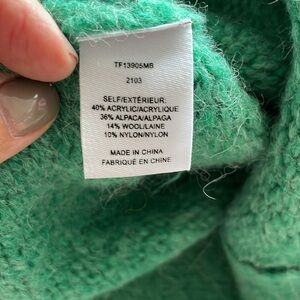 TF13905MB
2103
SELF/EXTÉRIEUR:
40% ACRYLIC/ACRYLIQUE
36% ALPACA/ALPAGA
14% WOOL/LAINE
10% NYLON/NYLON
MADE IN CHINA
FABRIQUÉ EN CHINE